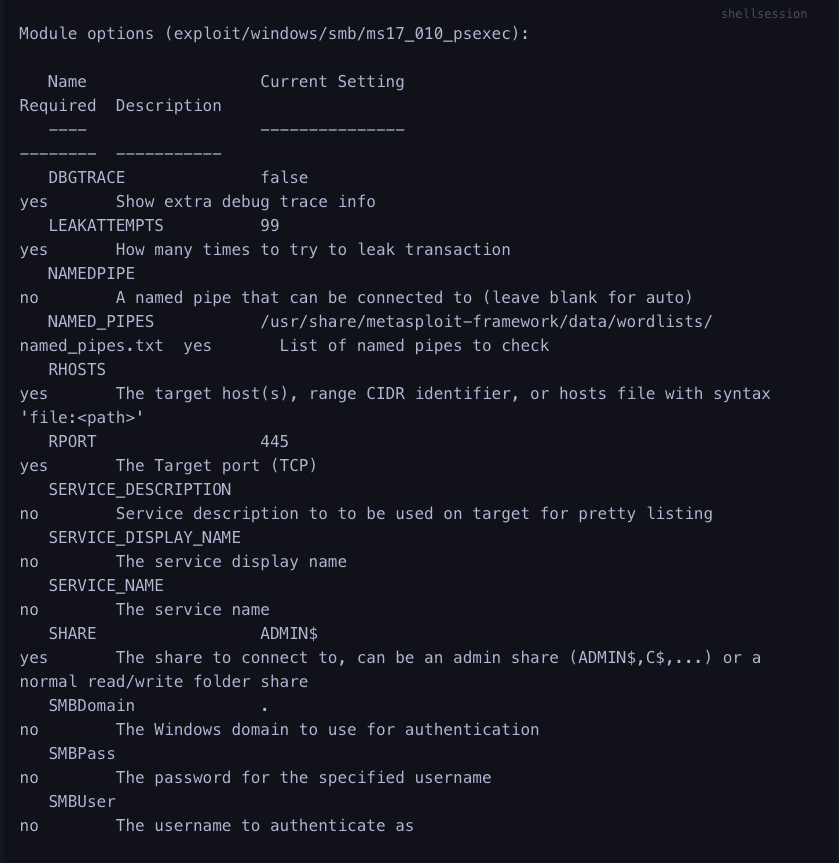 shellsession
Module options (exploit/windows/smb/ms17_010_psexec):
Name Current Setting
Required Description
---- ---------------
-------- -----------
DBGTRACE false
yes Show extra debug trace info
LEAKATTEMPTS 99
yes How many times to try to leak transaction
NAMEDPIPE
no A named pipe that can be connected to (leave blank for auto)
NAMED_PIPES /usr/share/metasploit-framework/data/wordlists/
named_pipes.txt yes List of named pipes to check
RHOSTS
yes The target host(s), range CIDR identifier, or hosts file with syntax
'file:<path>'
RPORT 445
yes The Target port (TCP)
SERVICE_DESCRIPTION
no Service description to to be used on target for pretty listing
SERVICE_DISPLAY_NAME
no The service display name
SERVICE_NAME
no The service name
SHARE ADMIN$
yes The share to connect to, can be an admin share (ADMIN$,C$,...) or a
normal read/write folder share
SMBDomain .
no The Windows domain to use for authentication
SMBPass
no The password for the specified username
SMBUser
no The username to authenticate as